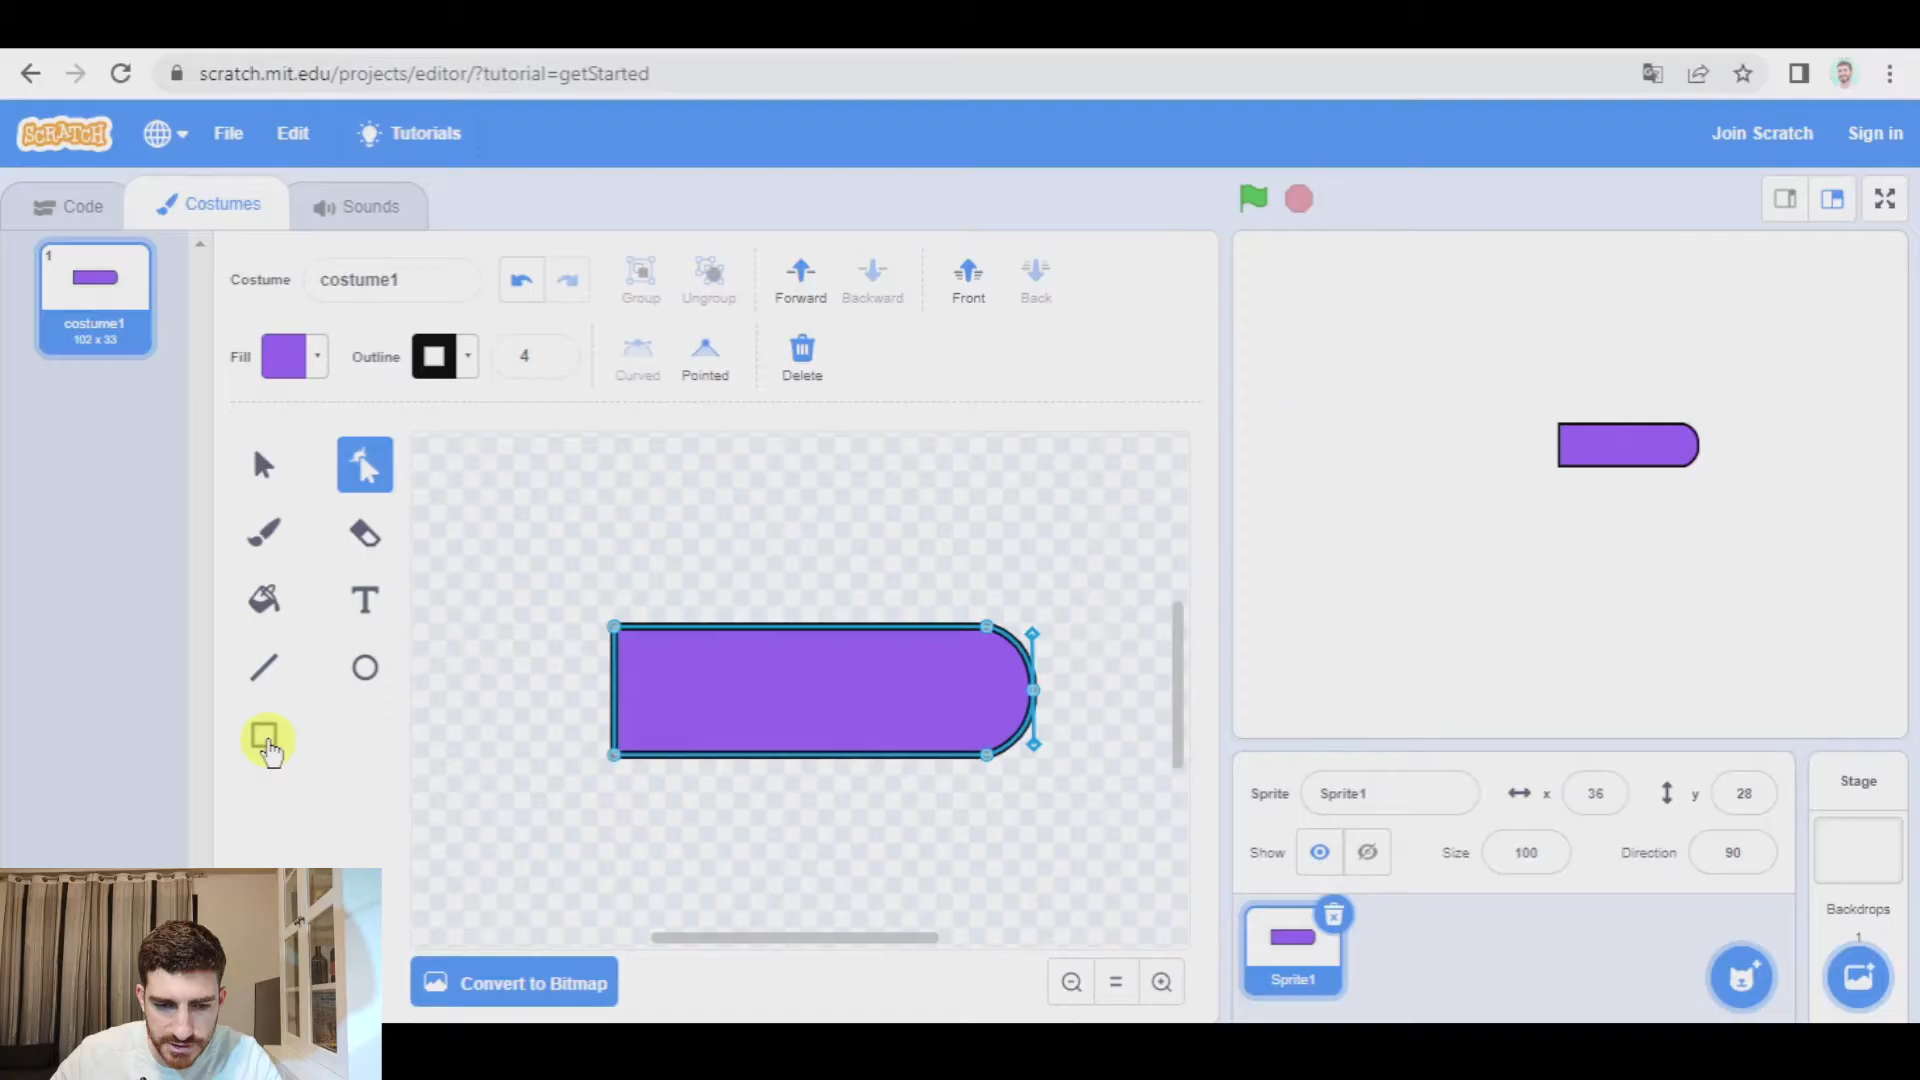 scratch.mit.edu/projects/editor/?tutorial=getStarted
SCRATCH File Edit Tutorials Join Scratch Sign in
Code Costumes Sounds
1
costume1
102 x 33
Costume costume1 Group Ungroup Forward Backward Front Back
Fill Outline 4 Curved Pointed Delete
T
Convert to Bitmap
Sprite Sprite1 x 36 y 28
Show Size 100 Direction 90
Sprite1
Stage
Backdrops
1